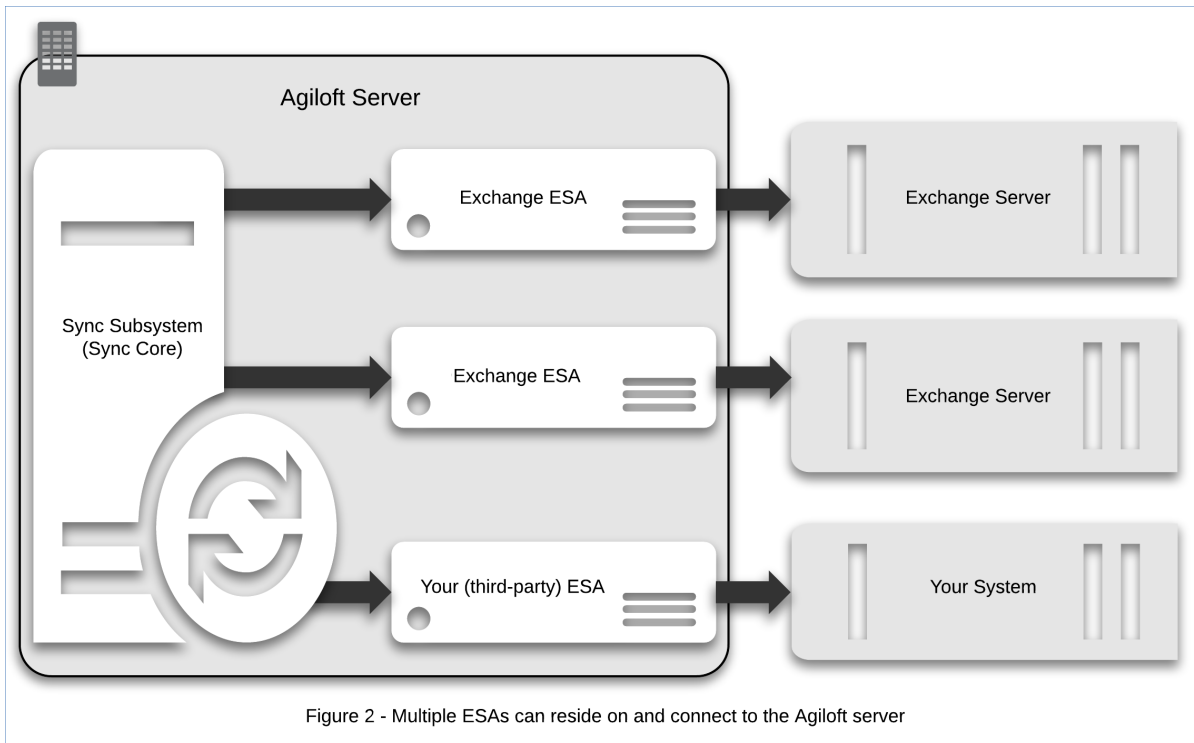 Agiloft Server
Exchange ESA
Exchange Server
Sync Subsystem
(Sync Core)
Exchange ESA
Exchange Server
Your (third-party) ESA
Your System
Figure 2 - Multiple ESAs can reside on and connect to the Agiloft server